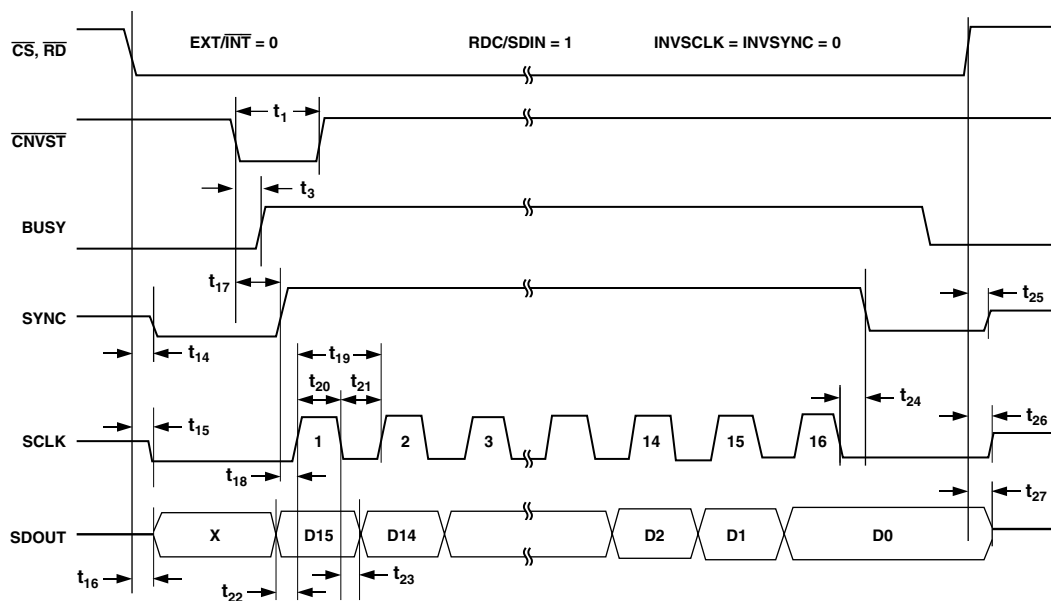 EXT/INT = 0 RDC/SDIN = 1 INVSCLK = INVSYNC = 0
CS, RD
t1
CNVST
t3
BUSY
t17
t25
SYNC
t14
t19
t20 t21
t24
t15
t26
SCLK
1 2 3 14 15 16
t18
t27
SDOUT
X D15 D14 D2 D1 D0
t16
t22
t23